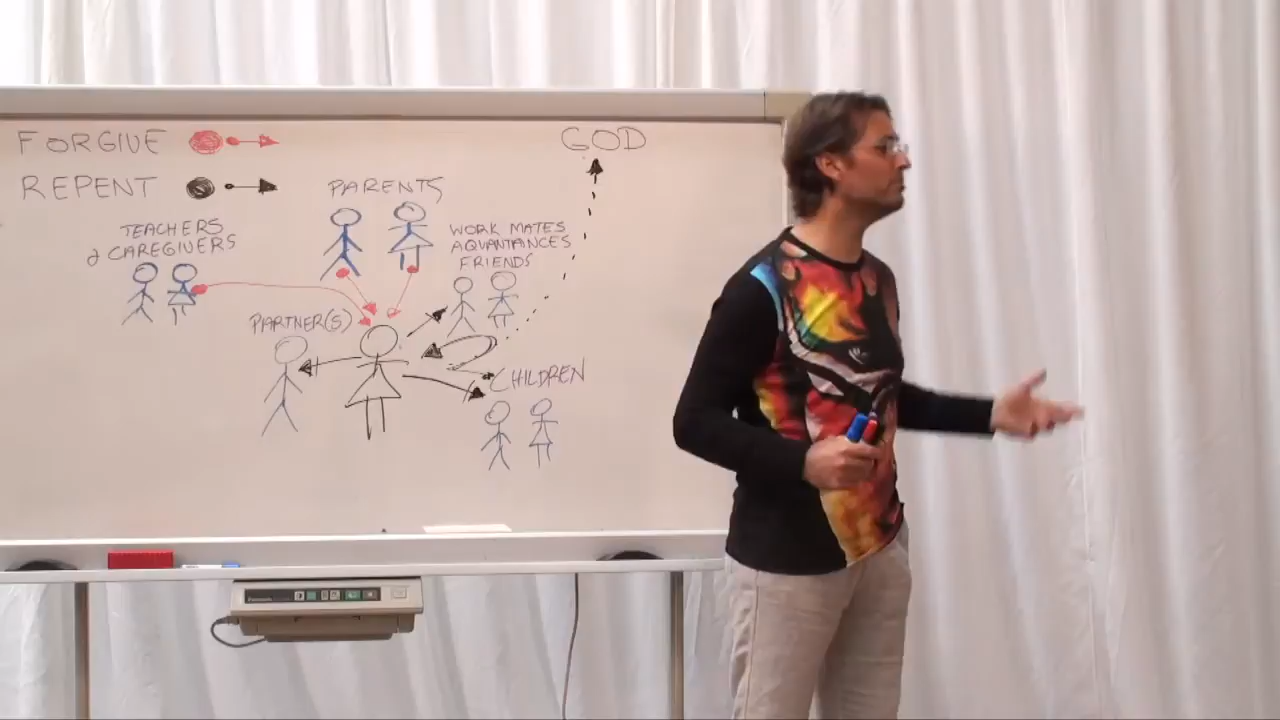 FORGIVE
REPENT
GOD
PARENTS
TEACHERS
& CAREGIVERS
WORK MATES
AQUANTANCES
FRIENDS
PARTNER(S)
CHILDREN